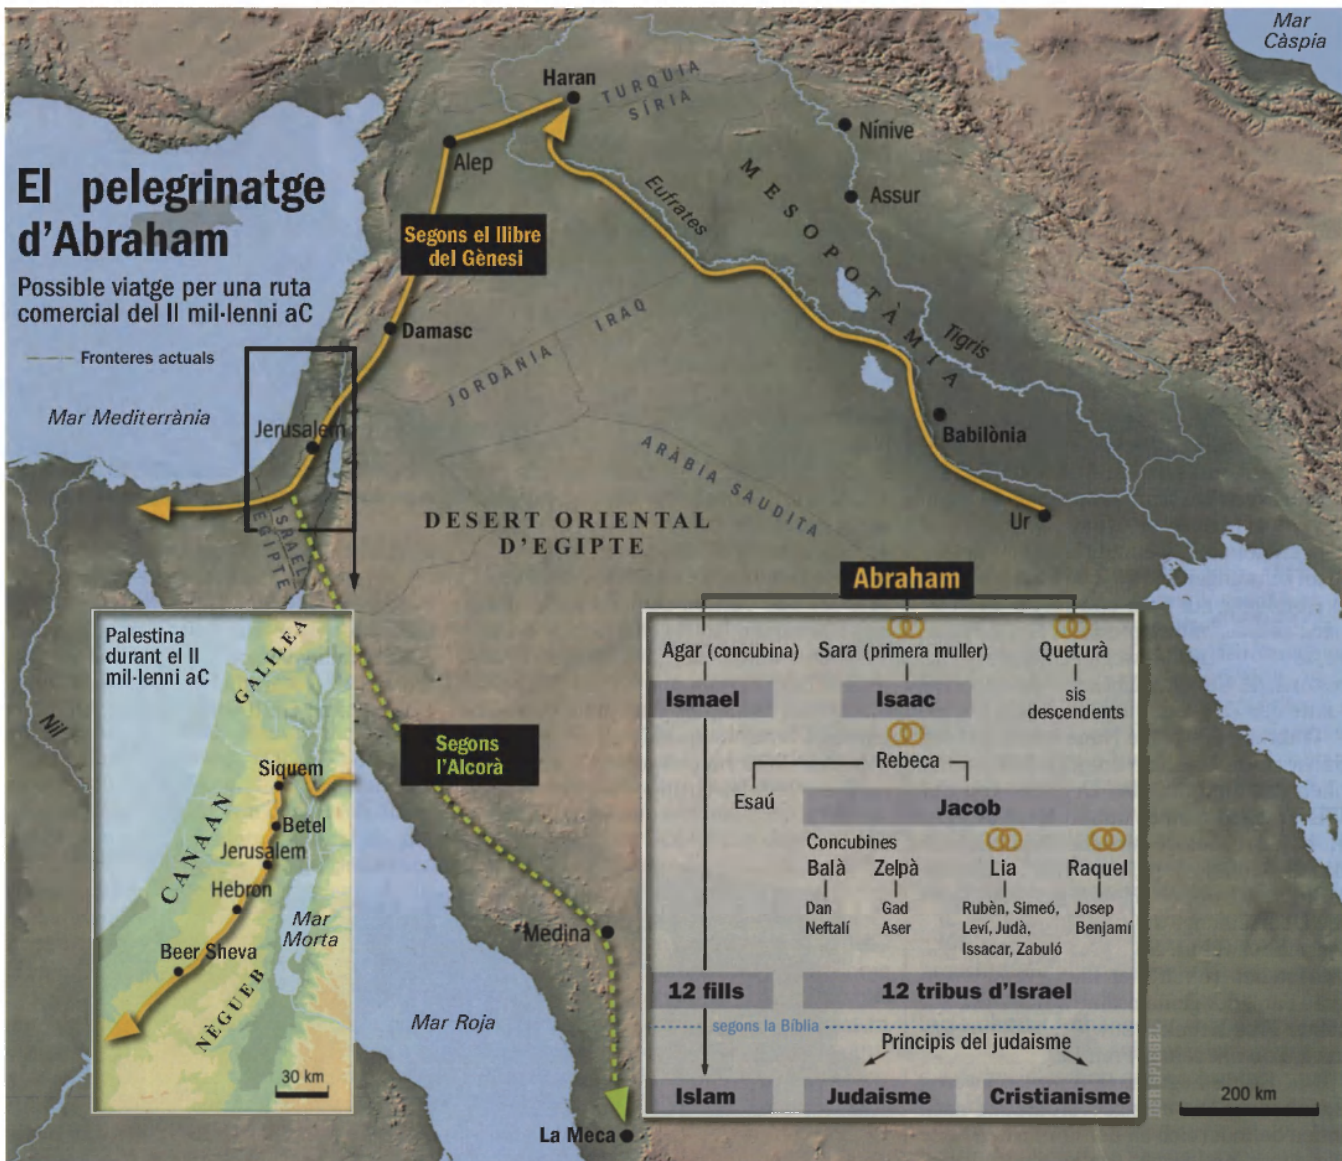 Mar
Càspia
Haran
TURQUIA
SÍRIA
Nínive
Alep
Assur
MESOPOTÀMIA
Eufrates
Tigris
El pelegrinatge
d'Abraham
Possible viatge per una ruta
comercial del II mil·lenni aC
Fronteres actuals
Segons el llibre
del Gènesi
Damasc
IRAQ
JORDÀNIA
Mar Mediterrània
Jerusalem
Babilònia
ARÀBIA SAUDITA
ISRAEL
EGIPTE
DESERT ORIENTAL
D'EGIPTE
Ur
Nil
Palestina
durant el II
mil·lenni aC
GALILEA
Siquem
CANAAN
Betel
Jerusalem
Hebron
Mar
Morta
Beer Sheva
NÈGUEB
30 km
Segons
l'Alcorà
Medina
Mar Roja
La Meca
Abraham
Agar (concubina)
Sara (primera muller)
Queturà
Ismael
Isaac
sis
descendents
Rebeca
Esaú
Jacob
Concubines
Balà
Zelpà
Lia
Raquel
Dan
Neftalí
Gad
Aser
Rubèn, Simeó,
Leví, Judà,
Issacar, Zabuló
Josep
Benjamí
12 fills
12 tribus d'Israel
segons la Bíblia
Principis del judaisme
Islam
Judaisme
Cristianisme
DER SPIEGEL
200 km